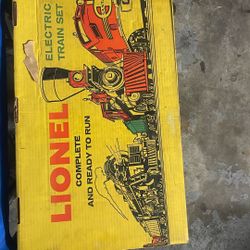 LIONEL
ELECTRIC
TRAIN SET
COMPLETE
AND READY TO RUN